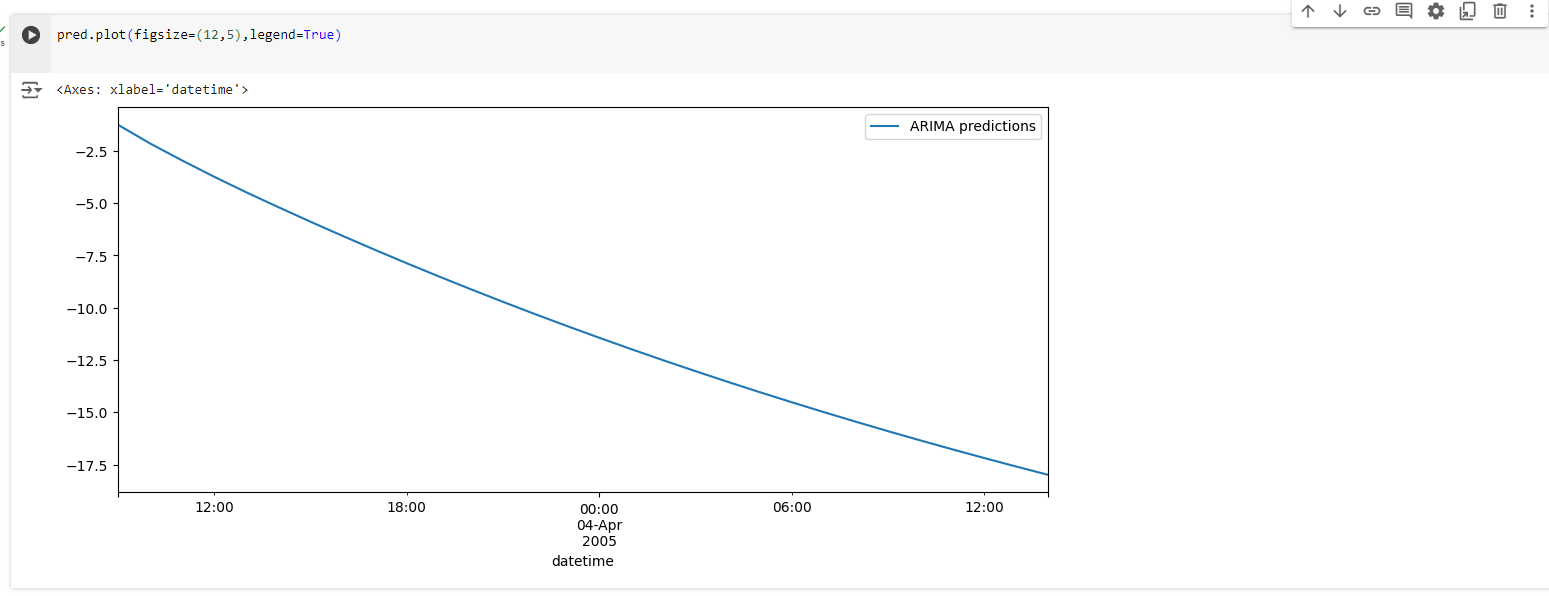 pred.plot(figsize=(12,5),legend=True)
s
<Axes: xlabel='datetime'>
ARIMA predictions
−2.5
−5.0
−7.5
−10.0
−12.5
−15.0
−17.5
12:00 18:00 00:00 06:00 12:00
04-Apr
2005
datetime